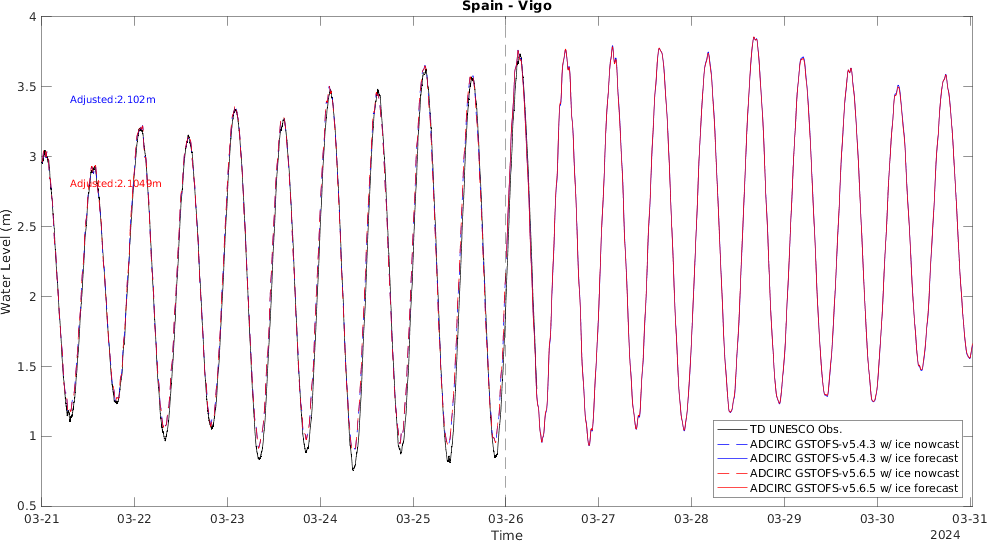 Spain - Vigo
4
3.5
3
2.5
2
1.5
1
0.5
Water Level (m)
Adjusted:2.102m
Adjusted:2.1049m
TD UNESCO Obs.
ADCIRC GSTOFS-v5.4.3 w/ ice nowcast
ADCIRC GSTOFS-v5.4.3 w/ ice forecast
ADCIRC GSTOFS-v5.6.5 w/ ice nowcast
ADCIRC GSTOFS-v5.6.5 w/ ice forecast
03-21 03-22 03-23 03-24 03-25 03-26 03-27 03-28 03-29 03-30 03-31
Time
2024